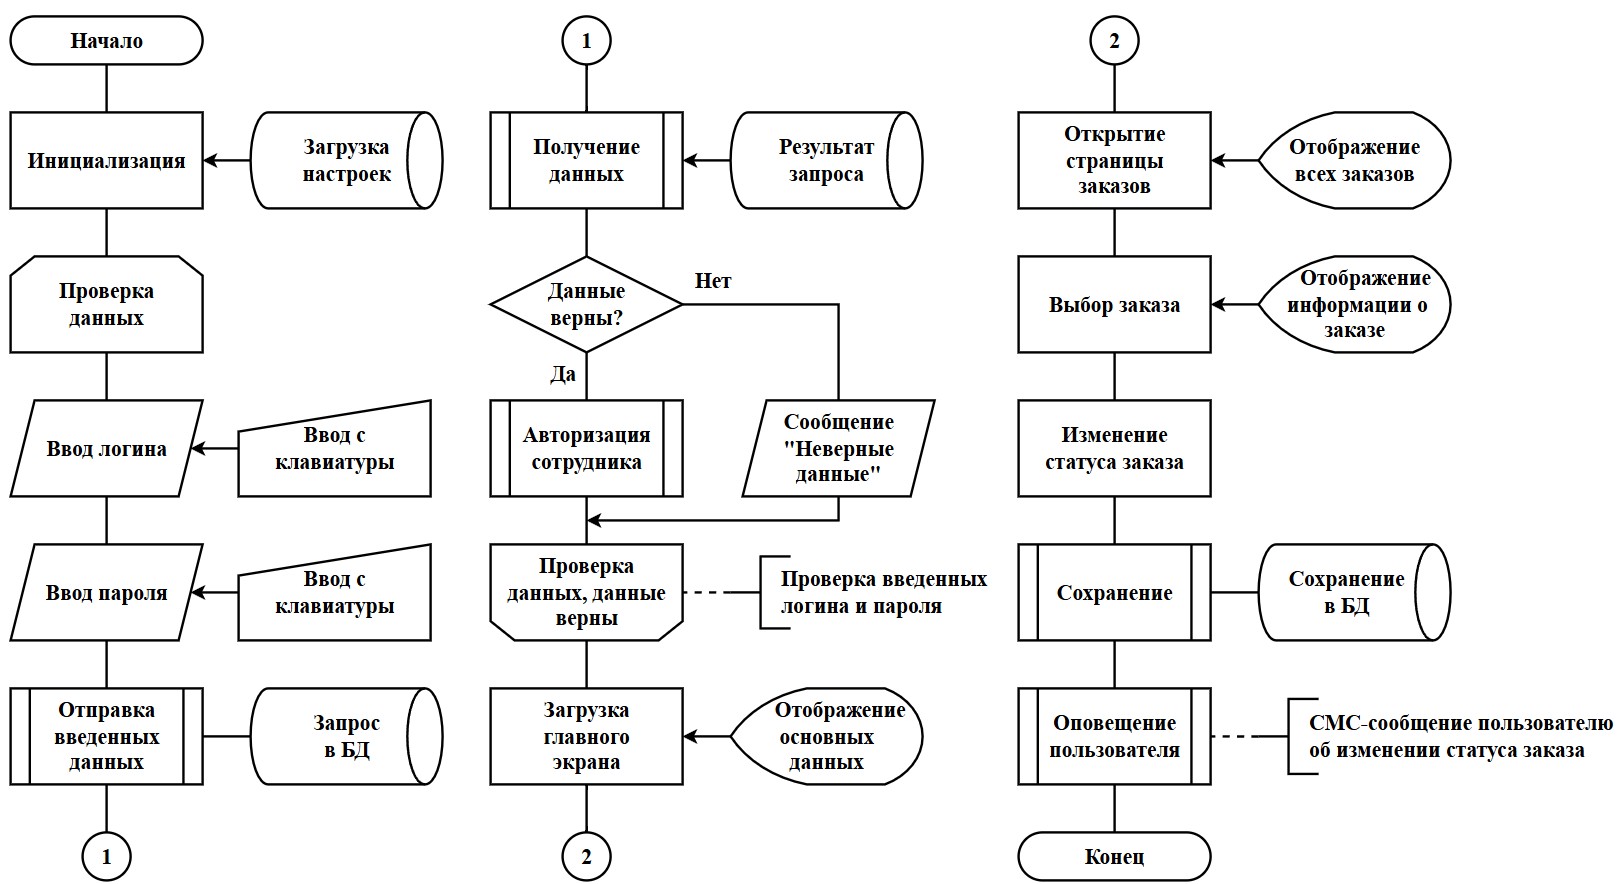 Начало
Инициализация
Загрузка
настроек
Проверка
данных
Ввод логина
Ввод с
клавиатуры
Ввод пароля
Ввод с
клавиатуры
Отправка
введенных
данных
Запрос
в БД
1
1
Получение
данных
Результат
запроса
Данные
верны?
Нет
Да
Авторизация
сотрудника
Сообщение
"Неверные
данные"
Проверка
данных, данные
верны
Проверка введенных
логина и пароля
Загрузка
главного
экрана
Отображение
основных
данных
2
2
Открытие
страницы
заказов
Отображение
всех заказов
Выбор заказа
Отображение
информации о
заказе
Изменение
статуса заказа
Сохранение
Сохранение
в БД
Оповещение
пользователя
СМС-сообщение пользователю
об изменении статуса заказа
Конец